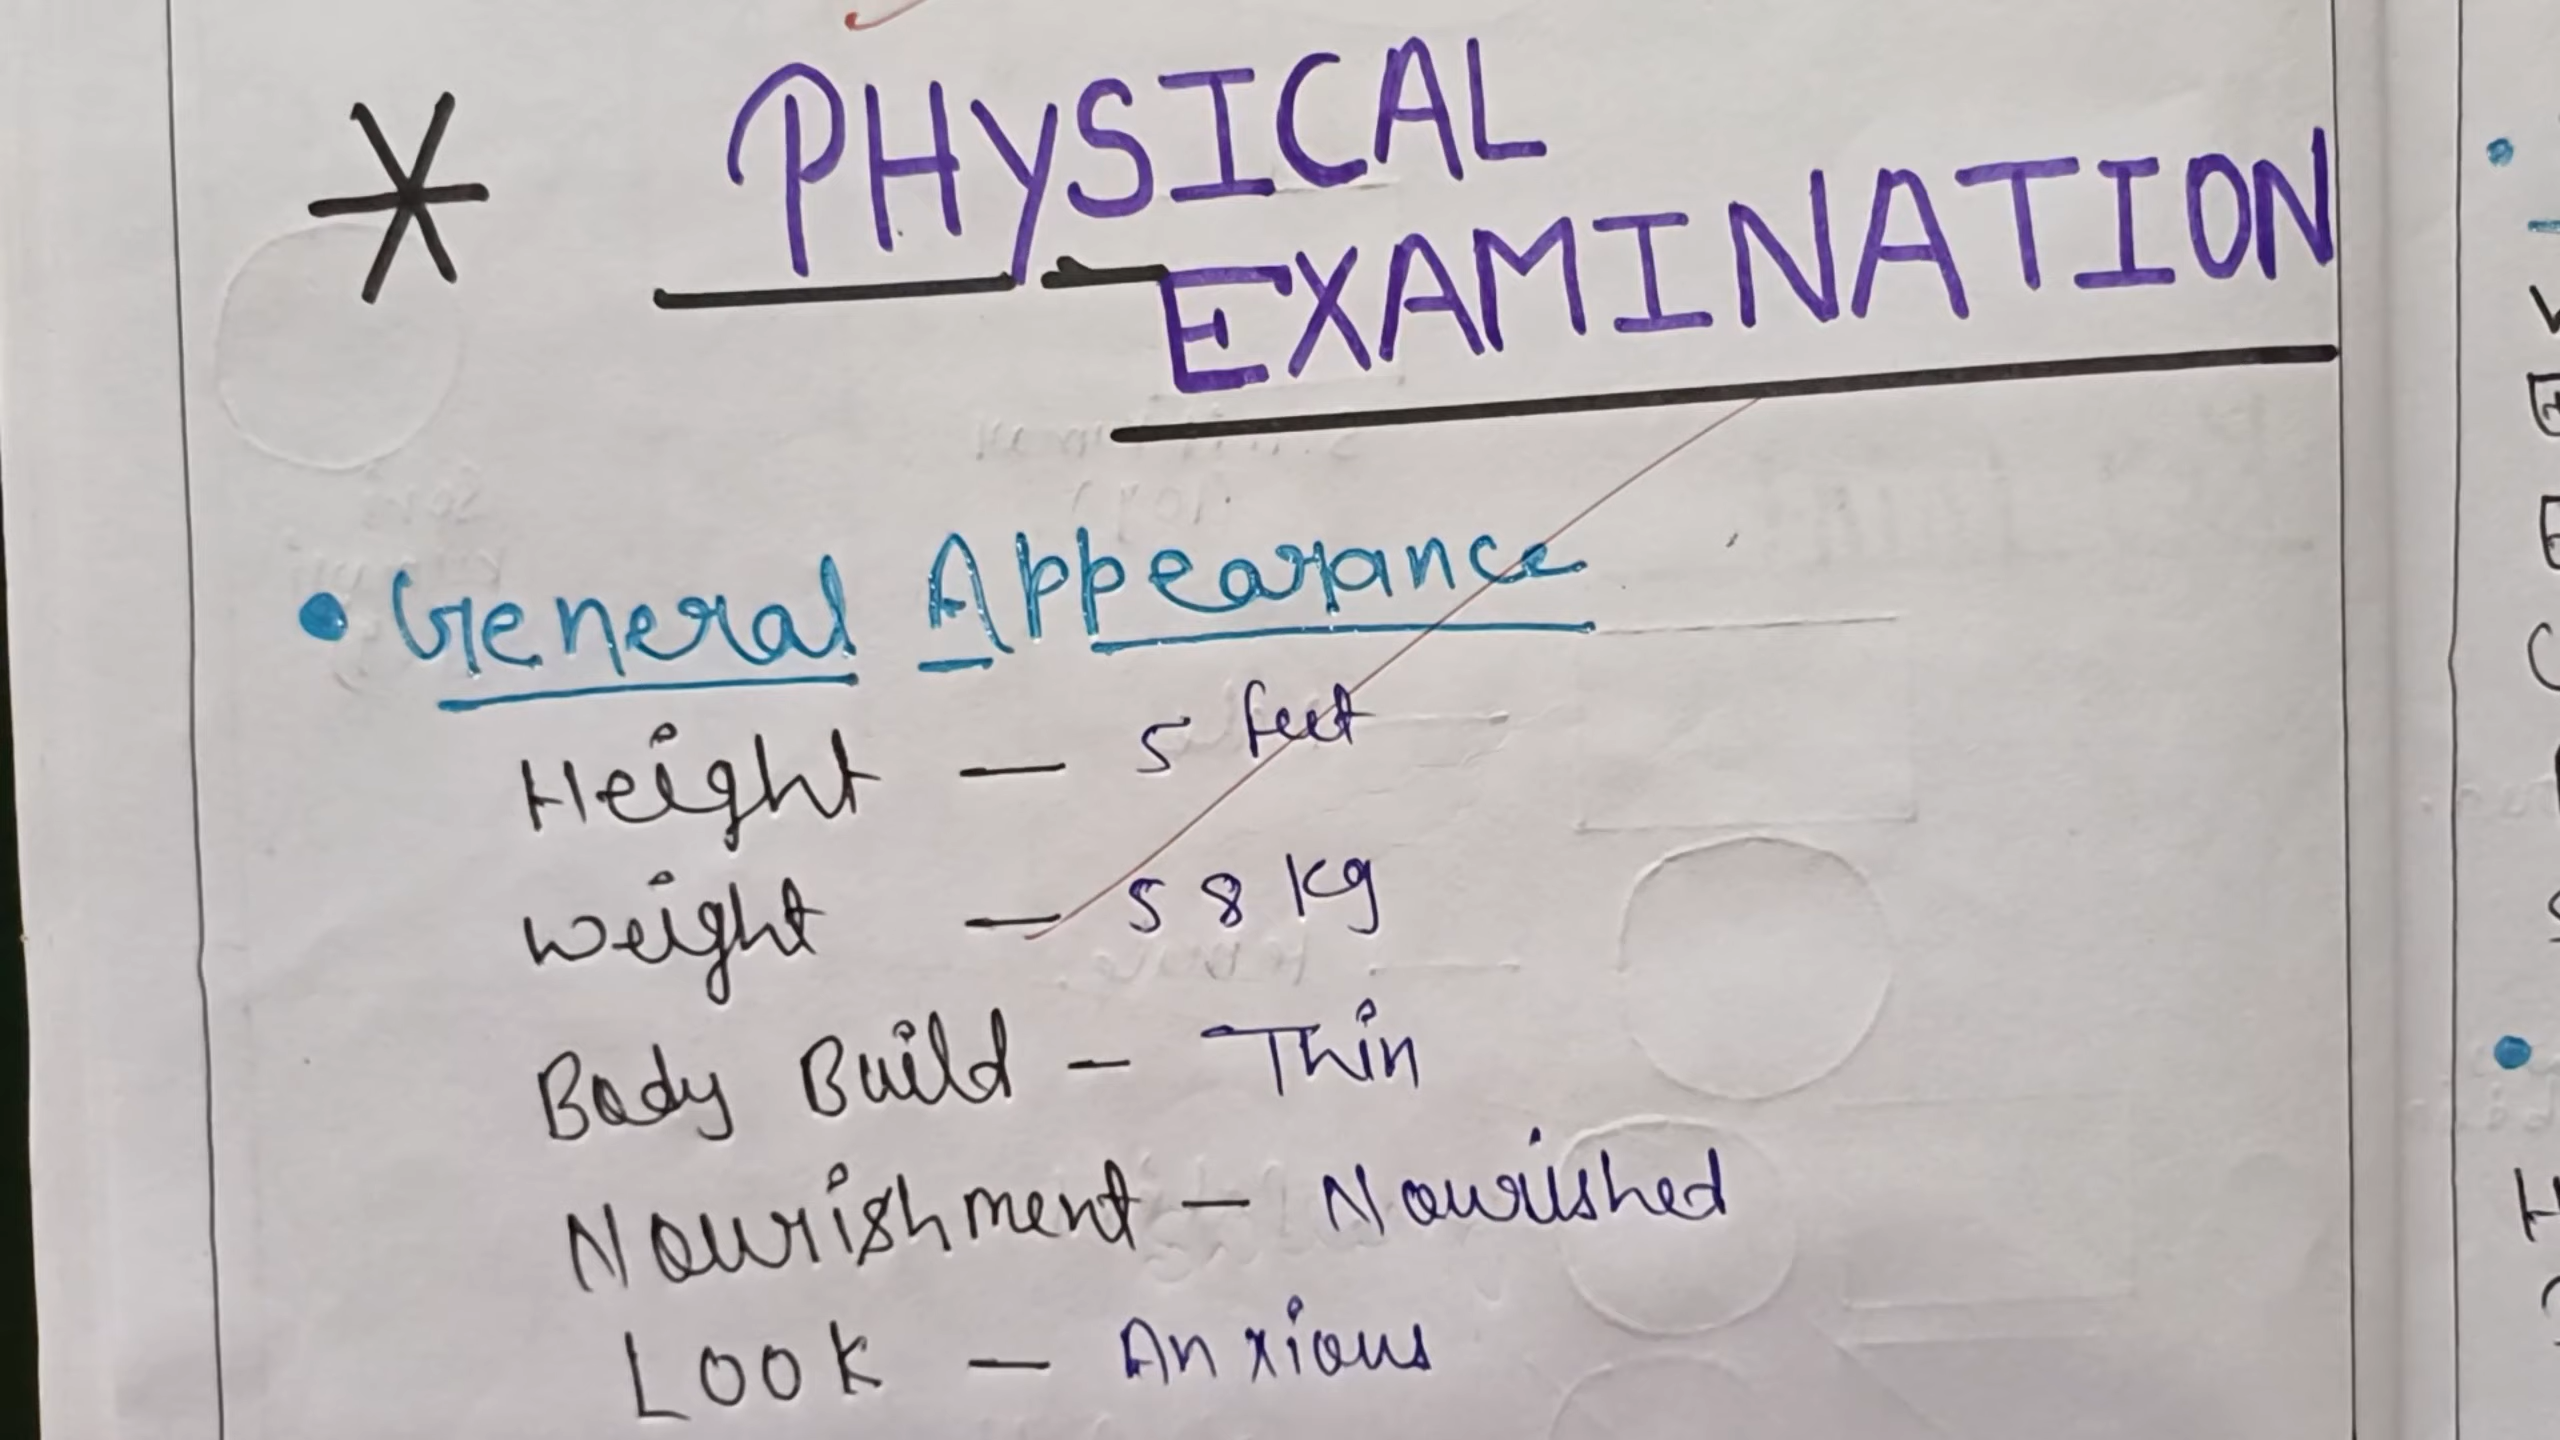 * PHYSICAL
EXAMINATION
• General Appearance
Height — 5 feet
Weight — 58 kg
Body Build — Thin
Nourishment — Nourished
Look — Anxious